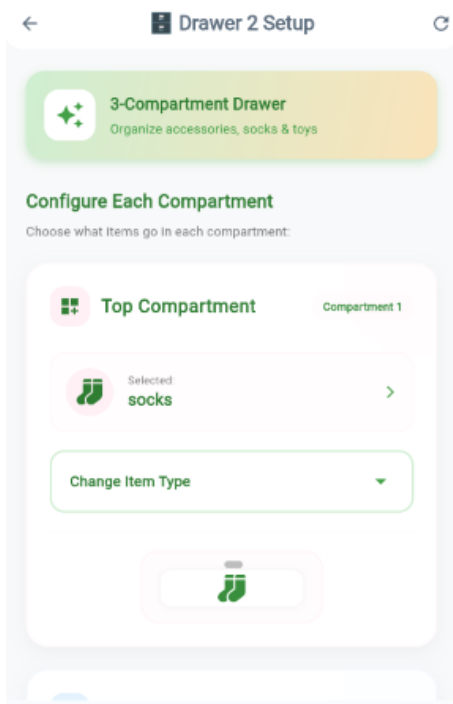 Drawer 2 Setup
3-Compartment Drawer
Organize accessories, socks & toys
Configure Each Compartment
Choose what items go in each compartment:
Top Compartment
Compartment 1
Selected:
socks
Change Item Type